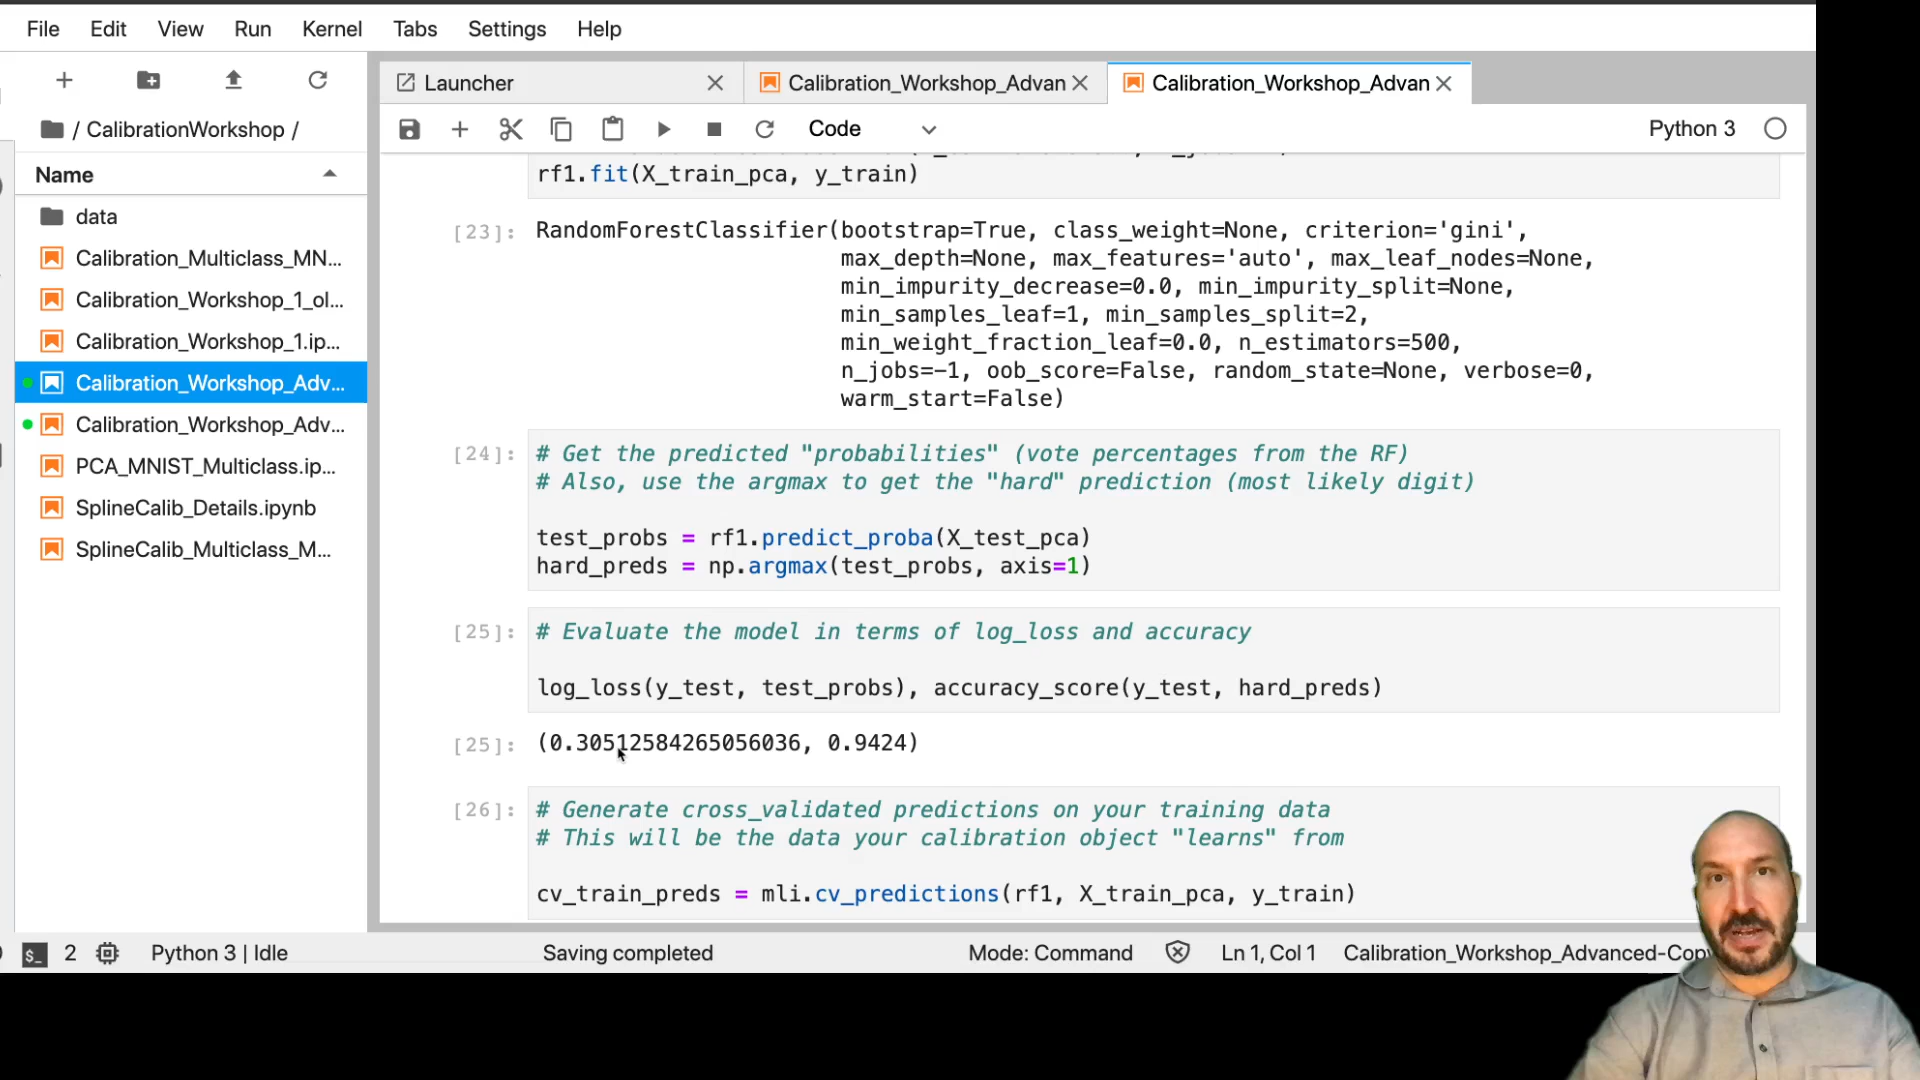 File Edit View Run Kernel Tabs Settings Help
Launcher
Calibration_Workshop_Advan
Calibration_Workshop_Advan
/ CalibrationWorkshop /
Code
Python 3
Name
data
Calibration_Multiclass_MN...
Calibration_Workshop_1_ol...
Calibration_Workshop_1.ip...
Calibration_Workshop_Adv...
Calibration_Workshop_Adv...
PCA_MNIST_Multiclass.ip...
SplineCalib_Details.ipynb
SplineCalib_Multiclass_M...
rf1.fit(X_train_pca, y_train)
[23]: RandomForestClassifier(bootstrap=True, class_weight=None, criterion='gini',
max_depth=None, max_features='auto', max_leaf_nodes=None,
min_impurity_decrease=0.0, min_impurity_split=None,
min_samples_leaf=1, min_samples_split=2,
min_weight_fraction_leaf=0.0, n_estimators=500,
n_jobs=-1, oob_score=False, random_state=None, verbose=0,
warm_start=False)
[24]: # Get the predicted "probabilities" (vote percentages from the RF)
# Also, use the argmax to get the "hard" prediction (most likely digit)
test_probs = rf1.predict_proba(X_test_pca)
hard_preds = np.argmax(test_probs, axis=1)
[25]: # Evaluate the model in terms of log_loss and accuracy
log_loss(y_test, test_probs), accuracy_score(y_test, hard_preds)
[25]: (0.30512584265056036, 0.9424)
[26]: # Generate cross_validated predictions on your training data
# This will be the data your calibration object "learns" from
cv_train_preds = mli.cv_predictions(rf1, X_train_pca, y_train)
$_ 2 Python 3 | Idle Saving completed Mode: Command Ln 1, Col 1 Calibration_Workshop_Advanced-Cop